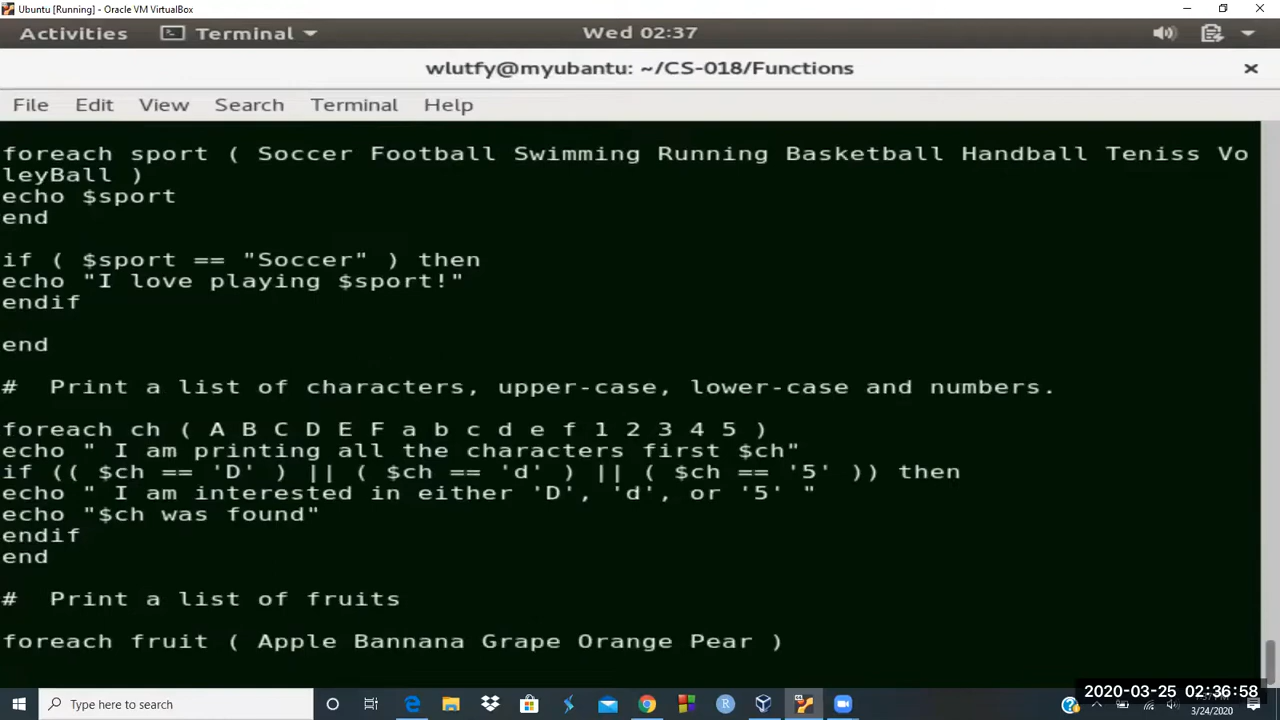 Ubuntu [Running] - Oracle VM VirtualBox
Activities Terminal Wed 02:37
wlutfy@myubantu: ~/CS-018/Functions
File Edit View Search Terminal Help
foreach sport ( Soccer Football Swimming Running Basketball Handball Teniss Vo
leyBall )
echo $sport
end
if ( $sport == "Soccer" ) then
echo "I love playing $sport!"
endif
end
# Print a list of characters, upper-case, lower-case and numbers.
foreach ch ( A B C D E F a b c d e f 1 2 3 4 5 )
echo " I am printing all the characters first $ch"
if (( $ch == 'D' ) || ( $ch == 'd' ) || ( $ch == '5' )) then
echo " I am interested in either 'D', 'd', or '5' "
echo "$ch was found"
endif
end
# Print a list of fruits
foreach fruit ( Apple Bannana Grape Orange Pear )
Type here to search
2020-03-25 02:36:58
3/24/2020